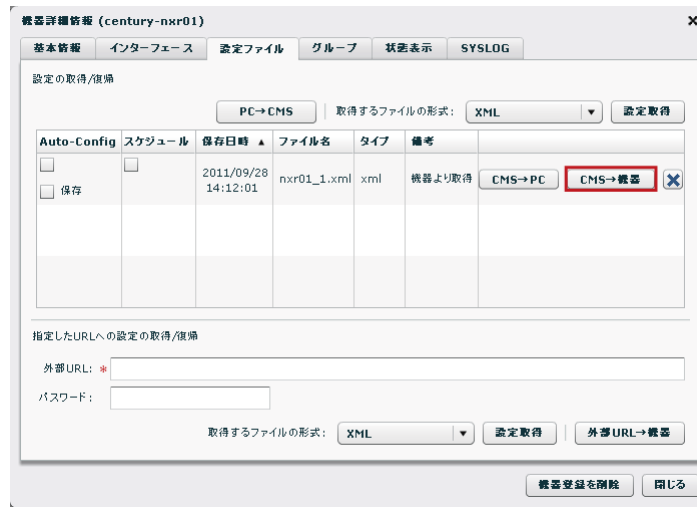 機器詳細情報 (century-nxr01)
基本情報 インターフェース 設定ファイル グループ 状態表示 SYSLOG
設定の取得/復帰
PC→CMS 取得するファイルの形式: XML 設定取得
Auto-Config スケジュール 保存日時 ▲ ファイル名 タイプ 備考
保存
2011/09/28
14:12:01
nxr01_1.xml xml 機器より取得 CMS→PC CMS→機器
指定したURLへの設定の取得/復帰
外部URL: *
パスワード:
取得するファイルの形式: XML 設定取得 外部URL→機器
機器登録を削除 閉じる